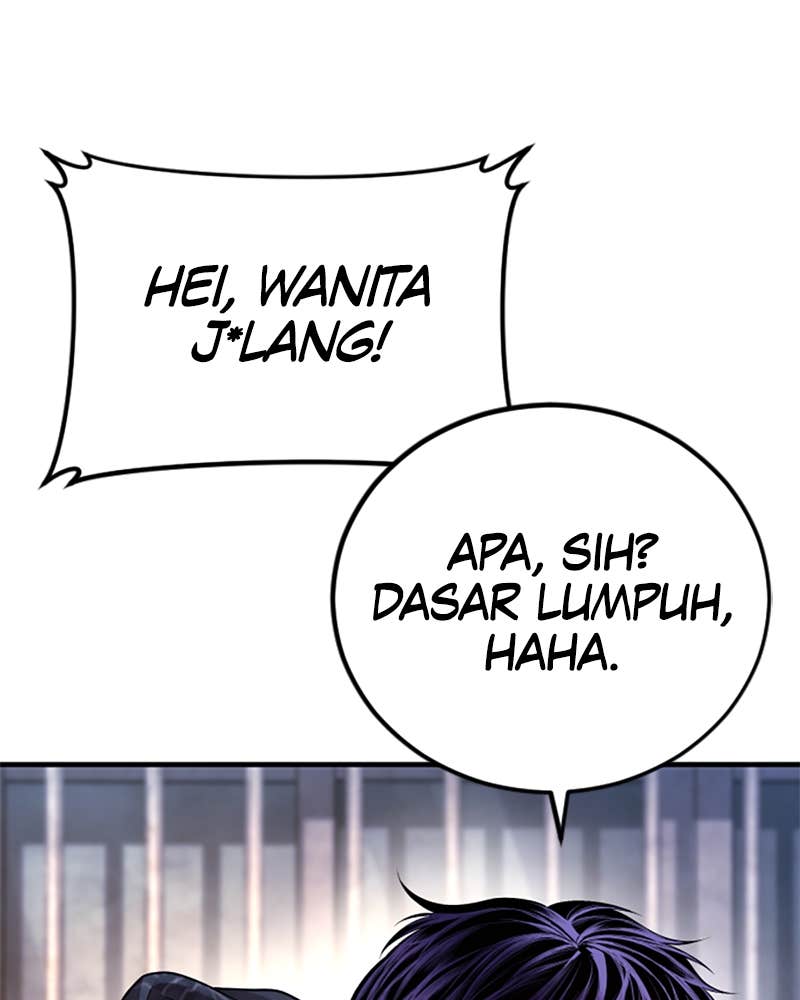 HEI, WANITA
J*LANG!
APA, SIH?
DASAR LUMPUH,
HAHA.